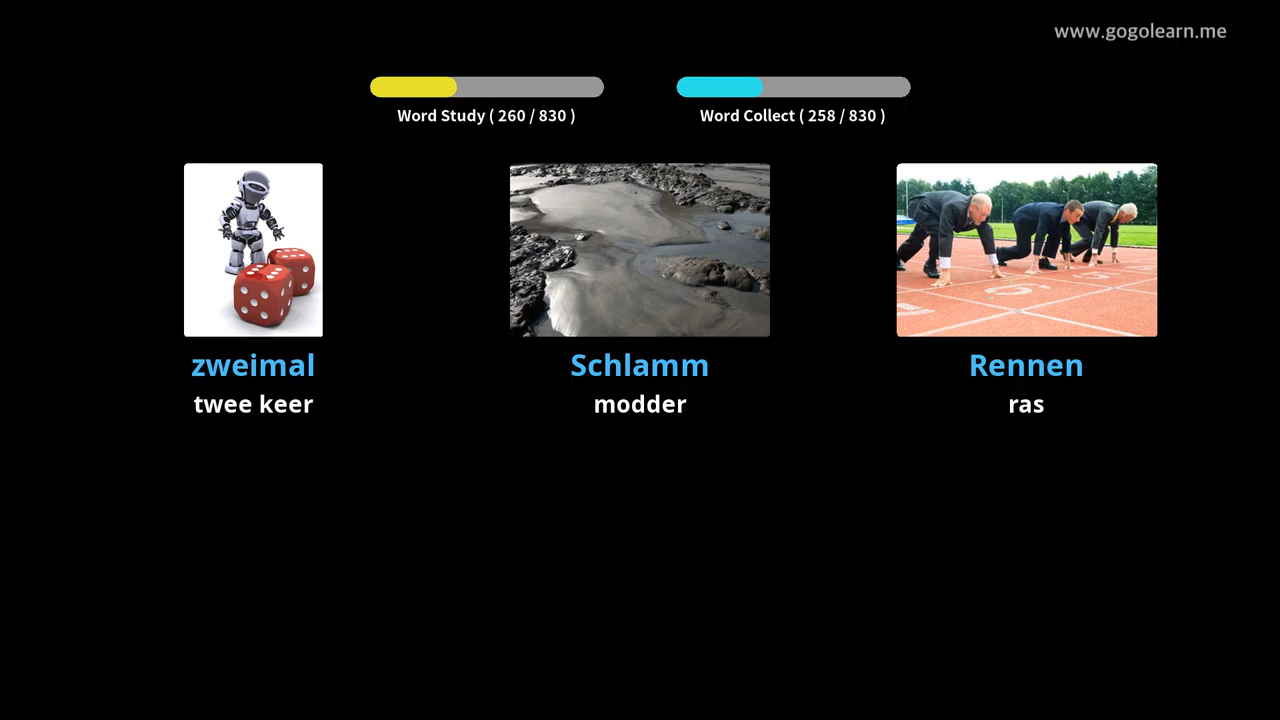 www.gogolearn.me
Word Study ( 260 / 830 )
Word Collect ( 258 / 830 )
zweimal
twee keer
Schlamm
modder
Rennen
ras